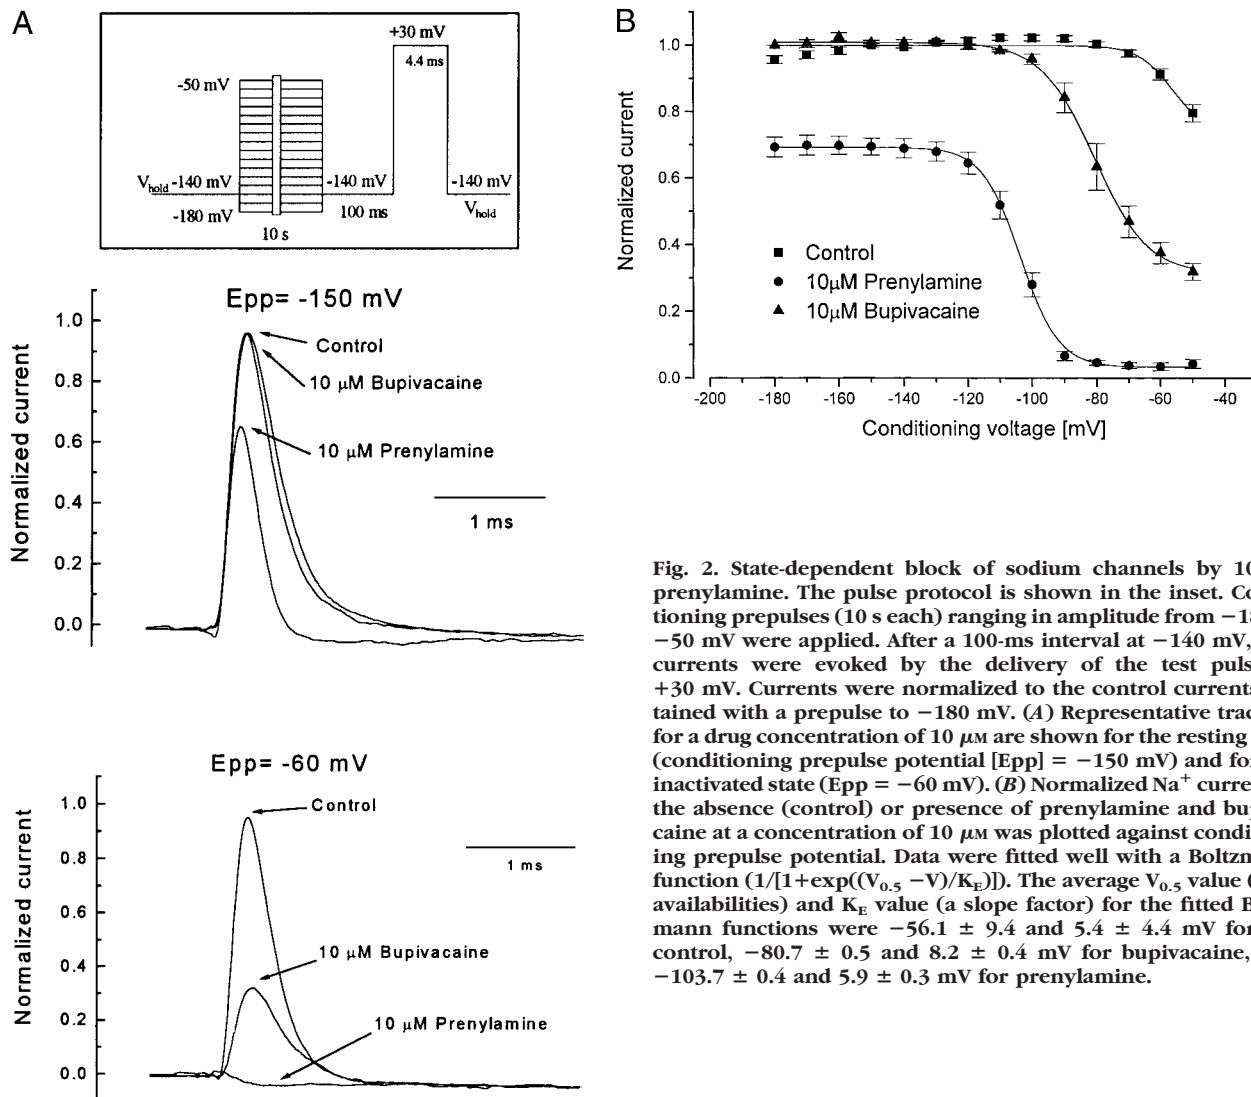 A
+30 mV
4.4 ms
-50 mV
Vhold -140 mV
-140 mV
-140 mV
-180 mV
100 ms
Vhold
10 s
Epp= -150 mV
Normalized current
1.0
0.8
0.6
0.4
0.2
0.0
Control
10 µM Bupivacaine
10 µM Prenylamine
1 ms
Epp= -60 mV
Normalized current
1.0
0.8
0.6
0.4
0.2
0.0
Control
10 µM Bupivacaine
10 µM Prenylamine
1 ms
B
Normalized current
1.0
0.8
0.6
0.4
0.2
0.0
Control
10µM Prenylamine
10µM Bupivacaine
-200 -180 -160 -140 -120 -100 -80 -60 -40
Conditioning voltage [mV]
Fig. 2. State-dependent block of sodium channels by 10
prenylamine. The pulse protocol is shown in the inset. Co
tioning prepulses (10 s each) ranging in amplitude from −18
−50 mV were applied. After a 100-ms interval at −140 mV,
currents were evoked by the delivery of the test puls
+30 mV. Currents were normalized to the control currents
tained with a prepulse to −180 mV. (A) Representative trac
for a drug concentration of 10 µM are shown for the resting
(conditioning prepulse potential [Epp] = −150 mV) and fo
inactivated state (Epp = −60 mV). (B) Normalized Na+ curre
the absence (control) or presence of prenylamine and bup
caine at a concentration of 10 µM was plotted against condi
ing prepulse potential. Data were fitted well with a Boltzm
function (1/[1+exp((V0.5 −V)/KE)]). The average V0.5 value (
availabilities) and KE value (a slope factor) for the fitted B
mann functions were −56.1 ± 9.4 and 5.4 ± 4.4 mV for
control, −80.7 ± 0.5 and 8.2 ± 0.4 mV for bupivacaine,
−103.7 ± 0.4 and 5.9 ± 0.3 mV for prenylamine.